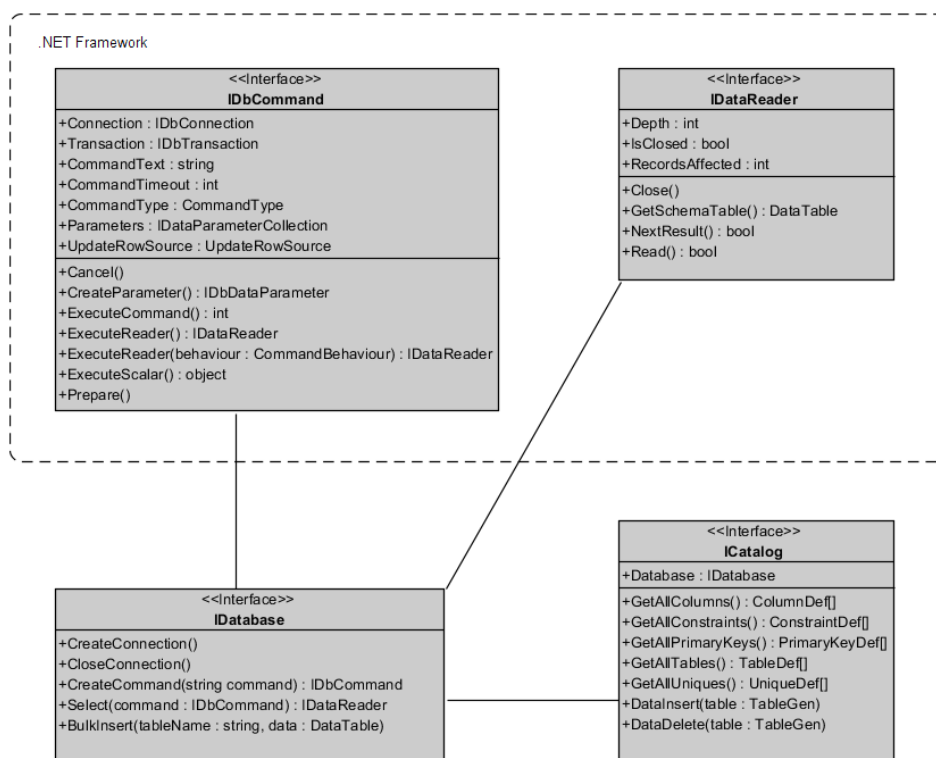 .NET Framework
<<Interface>>
IDbCommand
+Connection : IDbConnection
+Transaction : IDbTransaction
+CommandText : string
+CommandTimeout : int
+CommandType : CommandType
+Parameters : IDataParameterCollection
+UpdateRowSource : UpdateRowSource
+Cancel()
+CreateParameter() : IDbDataParameter
+ExecuteCommand() : int
+ExecuteReader() : IDataReader
+ExecuteReader(behaviour : CommandBehaviour) : IDataReader
+ExecuteScalar() : object
+Prepare()
<<Interface>>
IDataReader
+Depth : int
+IsClosed : bool
+RecordsAffected : int
+Close()
+GetSchemaTable() : DataTable
+NextResult() : bool
+Read() : bool
<<Interface>>
IDatabase
+CreateConnection()
+CloseConnection()
+CreateCommand(string command) : IDbCommand
+Select(command : IDbCommand) : IDataReader
+BulkInsert(tableName : string, data : DataTable)
<<Interface>>
ICatalog
+Database : IDatabase
+GetAllColumns() : ColumnDef[]
+GetAllConstraints() : ConstraintDef[]
+GetAllPrimaryKeys() : PrimaryKeyDef[]
+GetAllTables() : TableDef[]
+GetAllUniques() : UniqueDef[]
+DataInsert(table : TableGen)
+DataDelete(table : TableGen)